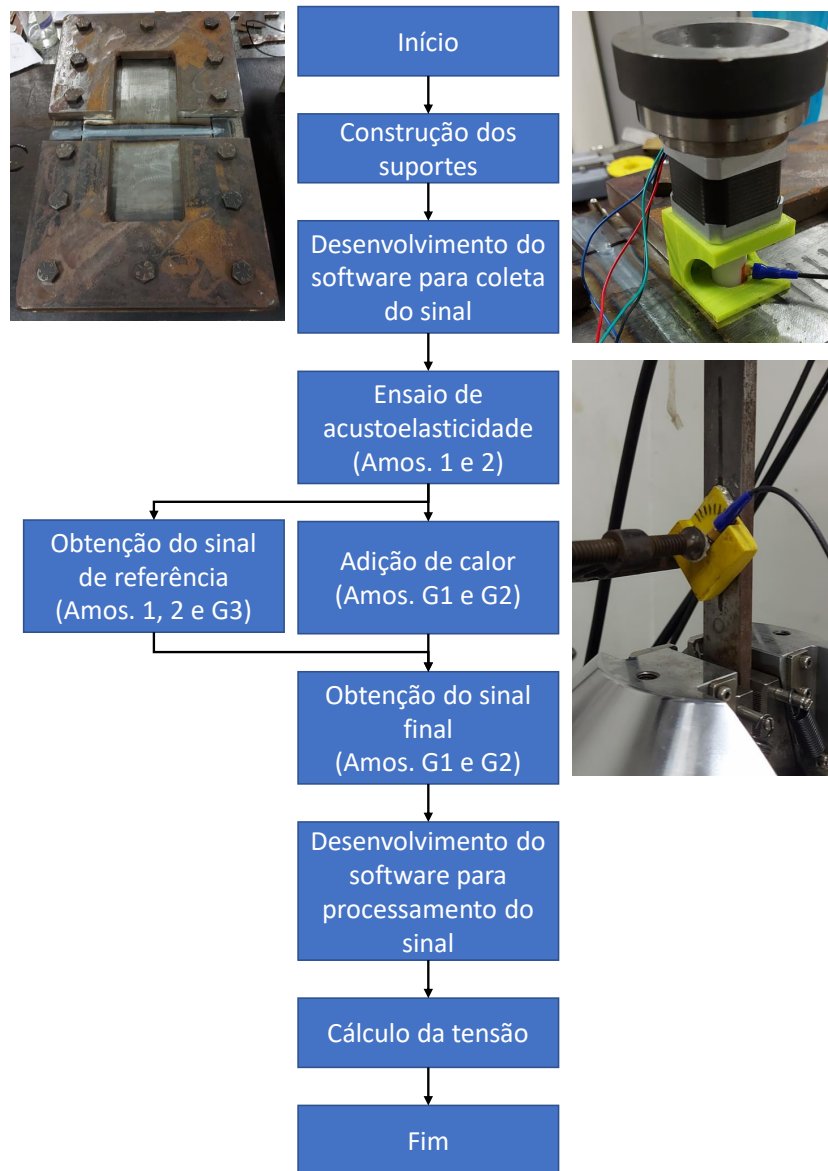 Início
Construção dos
suportes
Desenvolvimento do
software para coleta
do sinal
Ensaio de
acustoelasticidade
(Amos. 1 e 2)
Obtenção do sinal
de referência
(Amos. 1, 2 e G3)
Adição de calor
(Amos. G1 e G2)
Obtenção do sinal
final
(Amos. G1 e G2)
Desenvolvimento do
software para
processamento do
sinal
Cálculo da tensão
Fim